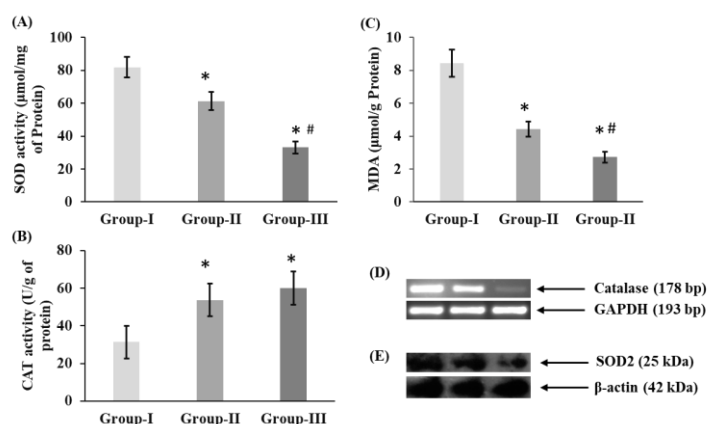 (A)
SOD activity (µmol/mg
of Protein)
100
80
60
40
20
0
*
* #
Group-I Group-II Group-III
(B)
CAT activity (U/g of
protein)
80
60
40
20
0
*
*
Group-I Group-II Group-III
(C)
MDA (µmol/g Protein)
10
8
6
4
2
0
*
* #
Group-I Group-II Group-II
(D)
Catalase (178 bp)
GAPDH (193 bp)
(E)
SOD2 (25 kDa)
β-actin (42 kDa)